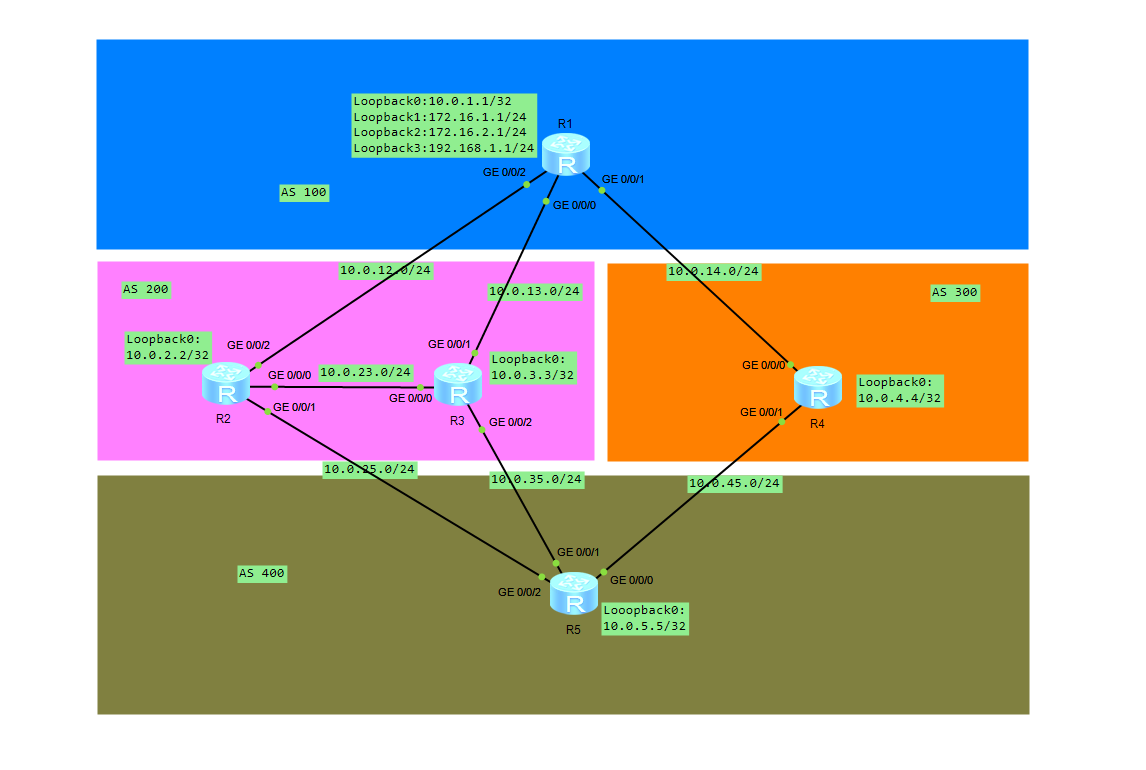 Loopback0:10.0.1.1/32
Loopback1:172.16.1.1/24
Loopback2:172.16.2.1/24
Loopback3:192.168.1.1/24
R1
R
GE 0/0/2
GE 0/0/1
GE 0/0/0
AS 100
10.0.12.0/24
10.0.14.0/24
AS 200
10.0.13.0/24
AS 300
Loopback0:
10.0.2.2/32
GE 0/0/2
GE 0/0/1
Loopback0:
10.0.3.3/32
GE 0/0/0
10.0.23.0/24
GE 0/0/0
GE 0/0/0
R
R
R
Loopback0:
10.0.4.4/32
GE 0/0/1
GE 0/0/1
R2
R3
GE 0/0/2
R4
10.0.25.0/24
10.0.35.0/24
10.0.45.0/24
AS 400
GE 0/0/1
GE 0/0/2
GE 0/0/0
R
Looopback0:
10.0.5.5/32
R5